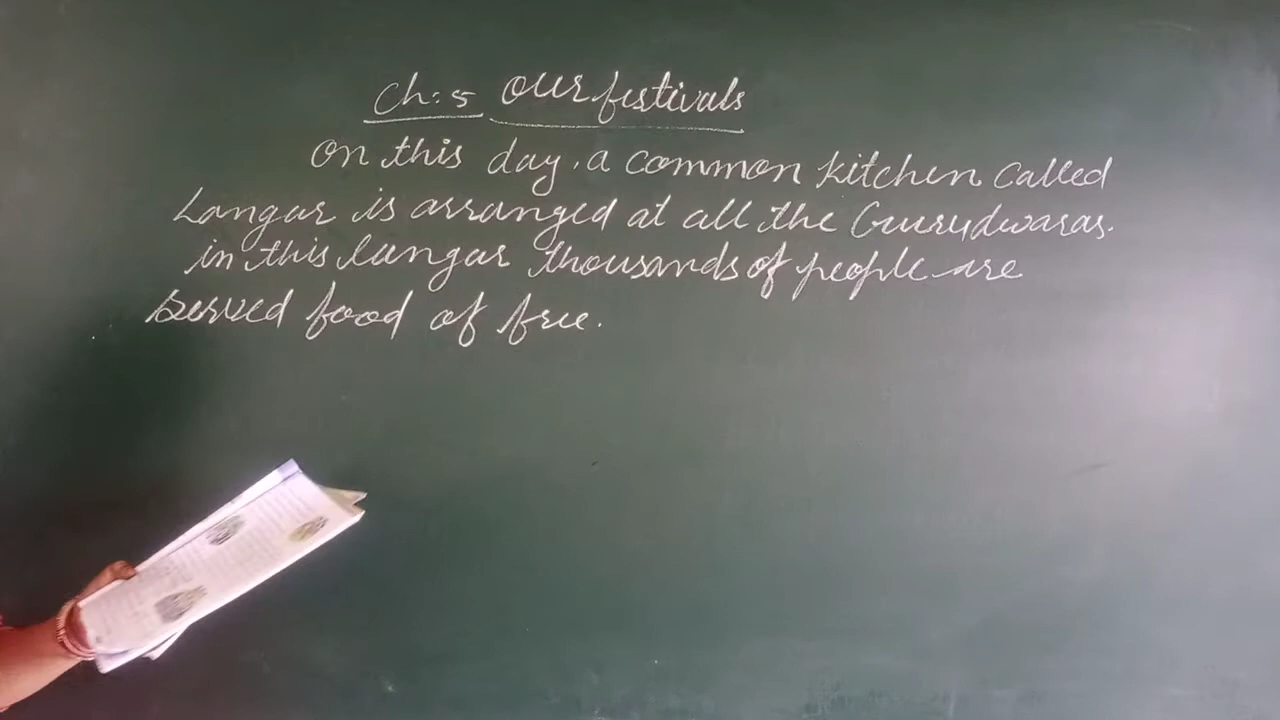 Ch:5 Our festivals
On this day, a common kitchen called
Langar is arranged at all the Gurudwaras.
in this langar thousands of people are
served food of free.